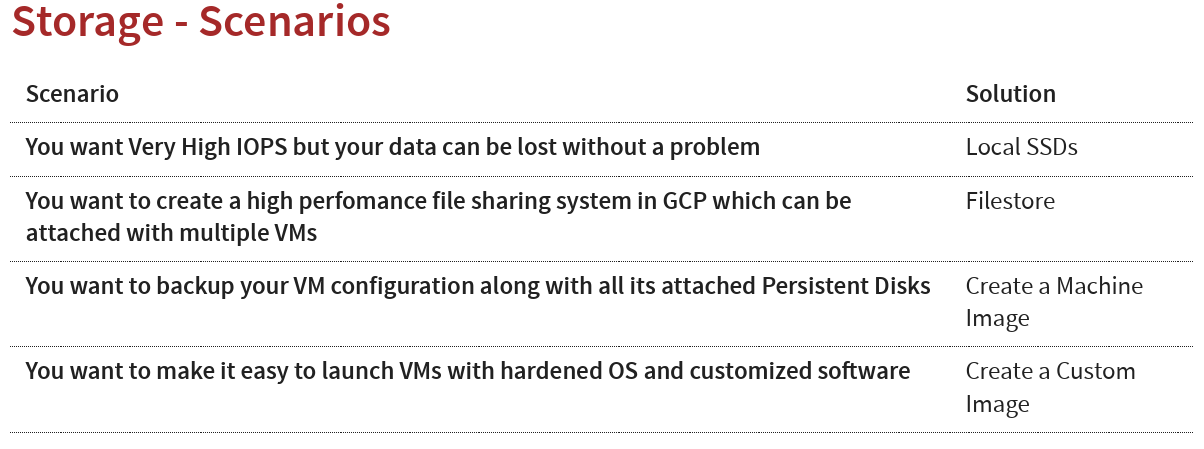 Storage - Scenarios
Scenario Solution
You want Very High IOPS but your data can be lost without a problem Local SSDs
You want to create a high perfomance file sharing system in GCP which can be Filestore
attached with multiple VMs
You want to backup your VM configuration along with all its attached Persistent Disks Create a Machine
Image
You want to make it easy to launch VMs with hardened OS and customized software Create a Custom
Image